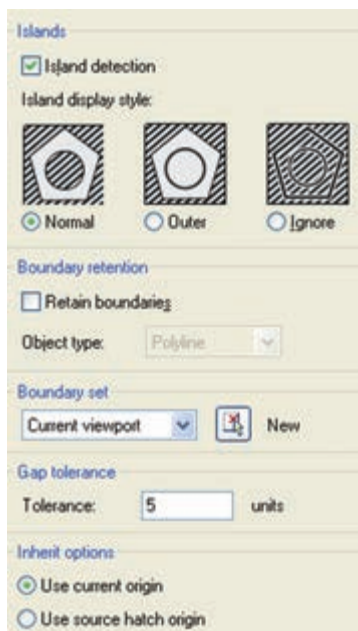 Islands
Island detection
Island display style:
Normal Outer Ignore
Boundary retention
Retain boundaries
Object type: Polyline
Boundary set
Current viewport New
Gap tolerance
Tolerance: 5 units
Inherit options
Use current origin
Use source hatch origin